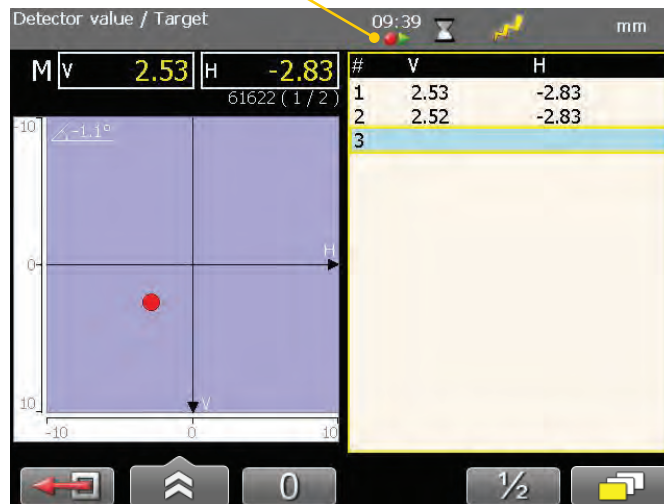 Detector value / Target 09:39 mm
M V 2.53 H -2.83
61622 ( 1 / 2 )
# V H
1 2.53 -2.83
2 2.52 -2.83
3
-10
-1.1°
H
0
10
V
-10 0 10
0 ½